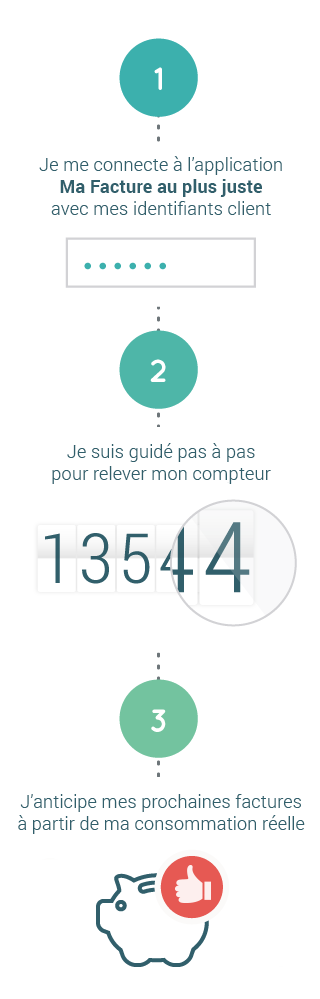 1
Je me connecte à l'application
Ma Facture au plus juste
avec mes identifiants client
2
Je suis guidé pas à pas
pour relever mon compteur
13544
3
J'anticipe mes prochaines factures
à partir de ma consommation réelle